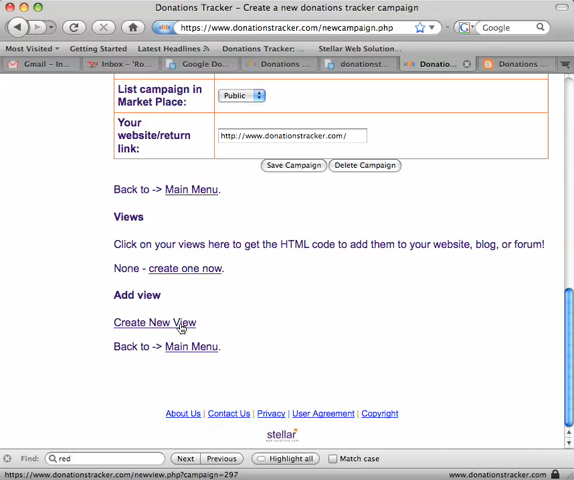 Donations Tracker - Create a new donations tracker campaign
https://www.donationstracker.com/newcampaign.php
Google
Most Visited Getting Started Latest Headlines Donations Tracker: ... Stellar Web Solution...
Gmail - In... Inbox - 'Ro... Google Do... Donations ... donationst... Donatio... Donations ...
List campaign in
Market Place:
Public
Your
website/return
link:
http://www.donationstracker.com/
Save Campaign Delete Campaign
Back to -> Main Menu.
Views
Click on your views here to get the HTML code to add them to your website, blog, or forum!
None - create one now.
Add view
Create New View
Back to -> Main Menu.
About Us | Contact Us | Privacy | User Agreement | Copyright
stellar
Find: red Next Previous Highlight all Match case
https://www.donationstracker.com/newview.php?campaign=297 www.donationstracker.com